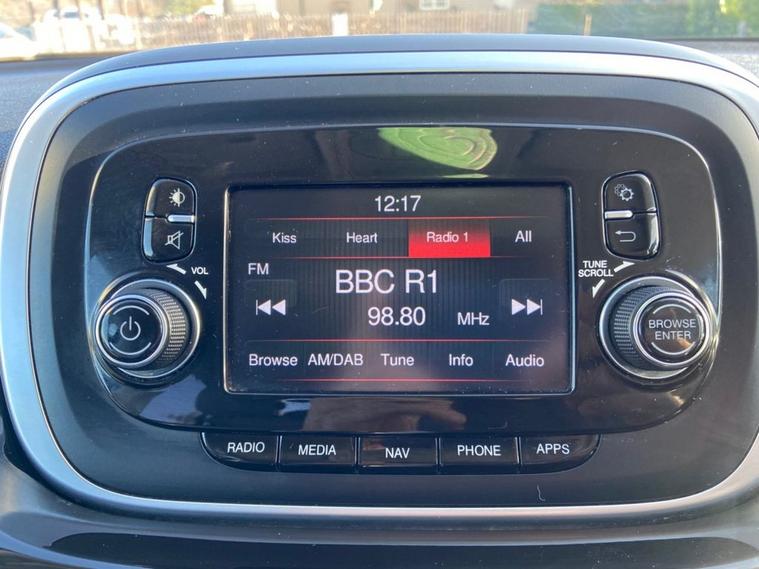 12:17
Kiss Heart Radio 1 All
FM
BBC R1
98.80 MHz
Browse AM/DAB Tune Info Audio
VOL
TUNE
SCROLL
BROWSE
ENTER
RADIO MEDIA NAV PHONE APPS